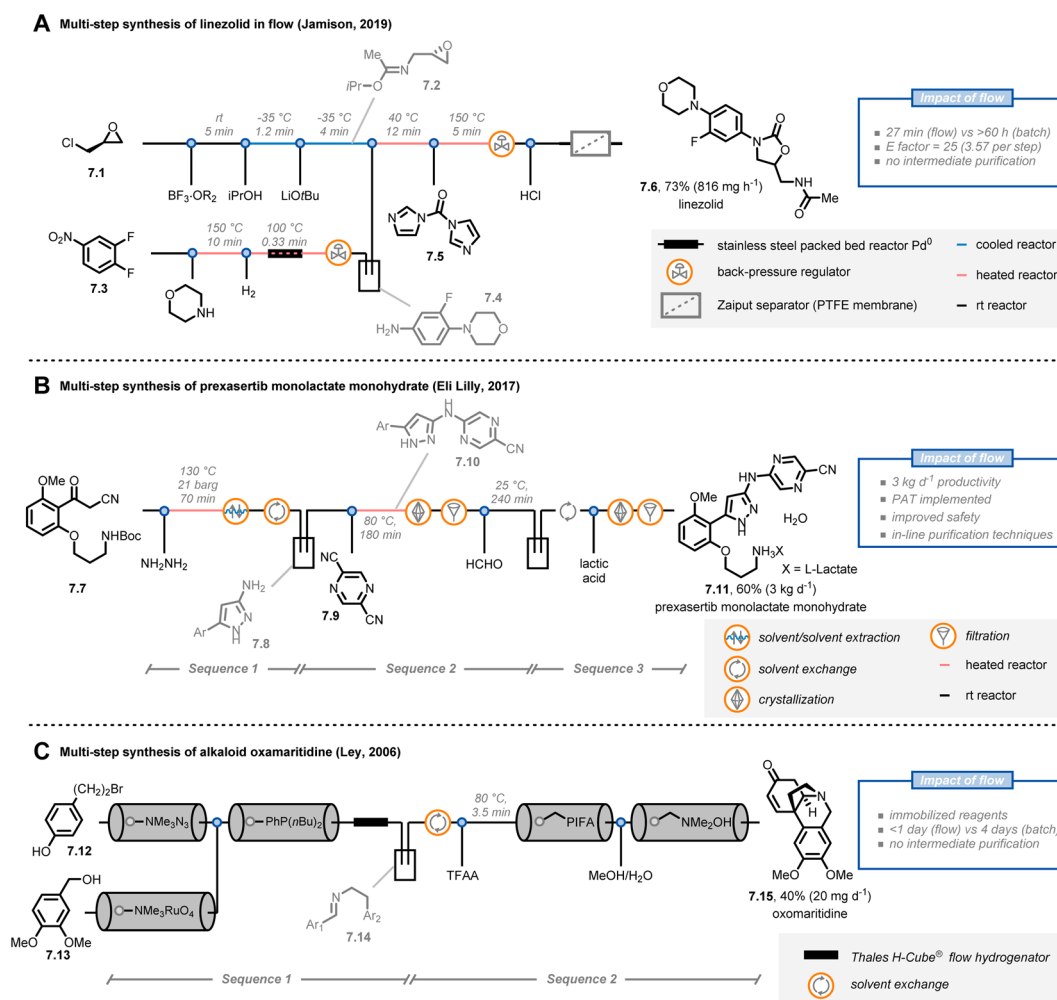 A Multi-step synthesis of linezolid in flow (Jamison, 2019)
Me
N
O
iPrO
7.2
rt
5 min
-35 °C
1.2 min
-35 °C
4 min
40 °C
12 min
150 °C
5 min
Cl
O
7.1
BF3·OR2
iPrOH
LiOtBu
HCl
O
N
N
N
N
7.5
150 °C
10 min
100 °C
0.33 min
NO2
F
F
7.3
O
NH
H2
F
H2N
N
O
7.4
O
N
F
N
O
O
NH
O
Me
7.6, 73% (816 mg h-1)
linezolid
Impact of flow
27 min (flow) vs >60 h (batch)
E factor = 25 (3.57 per step)
no intermediate purification
stainless steel packed bed reactor Pd0
back-pressure regulator
Zaiput separator (PTFE membrane)
cooled reactor
heated reactor
rt reactor
B Multi-step synthesis of prexasertib monolactate monohydrate (Eli Lilly, 2017)
Ar
HN
N
H
N
N
N
CN
7.10
130 °C
21 barg
70 min
80 °C,
180 min
25 °C,
240 min
OMe
O
CN
O
NHBoc
7.7
NH2NH2
NH2
Ar
N
N
H
7.8
CN
N
N
CN
7.9
HCHO
lactic
acid
OMe
HN
N
CN
N
HN
N
O
NH3X
H2O
X = L-Lactate
7.11, 60% (3 kg d-1)
prexasertib monolactate monohydrate
Impact of flow
3 kg d-1 productivity
PAT implemented
improved safety
in-line purification techniques
Sequence 1
Sequence 2
Sequence 3
solvent/solvent extraction
solvent exchange
crystallization
filtration
heated reactor
rt reactor
C Multi-step synthesis of alkaloid oxamaritidine (Ley, 2006)
(CH2)2Br
HO
7.12
NMe3N3
PhP(nBu)2
80 °C,
3.5 min
PIFA
NMe2OH
TFAA
MeOH/H2O
OH
MeO
OMe
7.13
NMe3RuO4
N
Ar1
Ar2
7.14
O
H
N
MeO
OMe
7.15, 40% (20 mg d-1)
oxomaritidine
Impact of flow
immobilized reagents
<1 day (flow) vs 4 days (batch)
no intermediate purification
Sequence 1
Sequence 2
Thales H-Cube® flow hydrogenator
solvent exchange